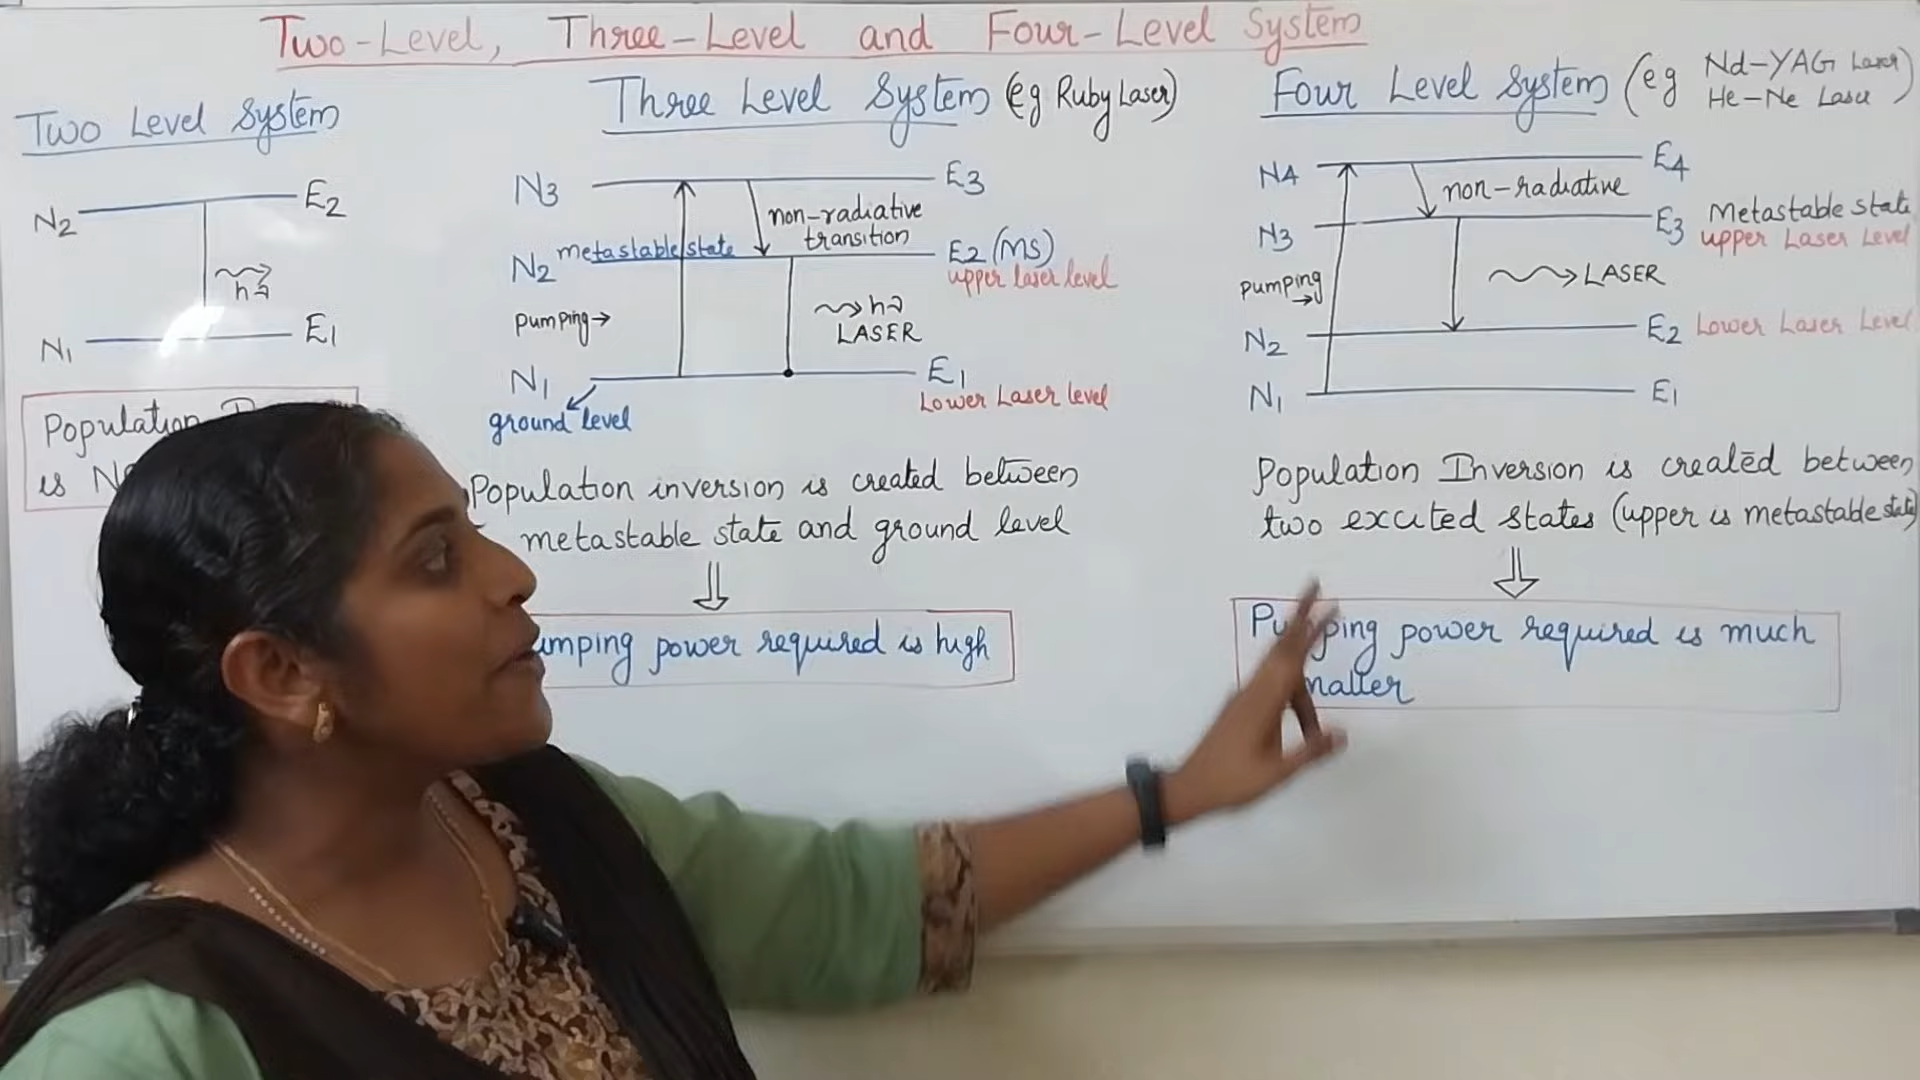 Two-Level, Three-Level and Four-Level System
Two Level System
N2
E2
hν
N1
E1
Population
is
Three Level System (eg Ruby Laser)
N3
E3
non-radiative
transition
N2
metastable state
E2 (MS)
upper laser level
pumping→
hν
LASER
N1
E1
Lower Laser level
ground level
Population inversion is created between
metastable state and ground level
⇓
umping power required is high
Four Level System (eg Nd-YAG Laser
He-Ne Laser)
N4
E4
non-radiative
N3
E3
Metastable state
upper Laser Level
pumping
→
LASER
N2
E2
Lower Laser Level
N1
E1
Population Inversion is created between
two excited states (upper is metastable state)
⇓
Pumping power required is much
maller